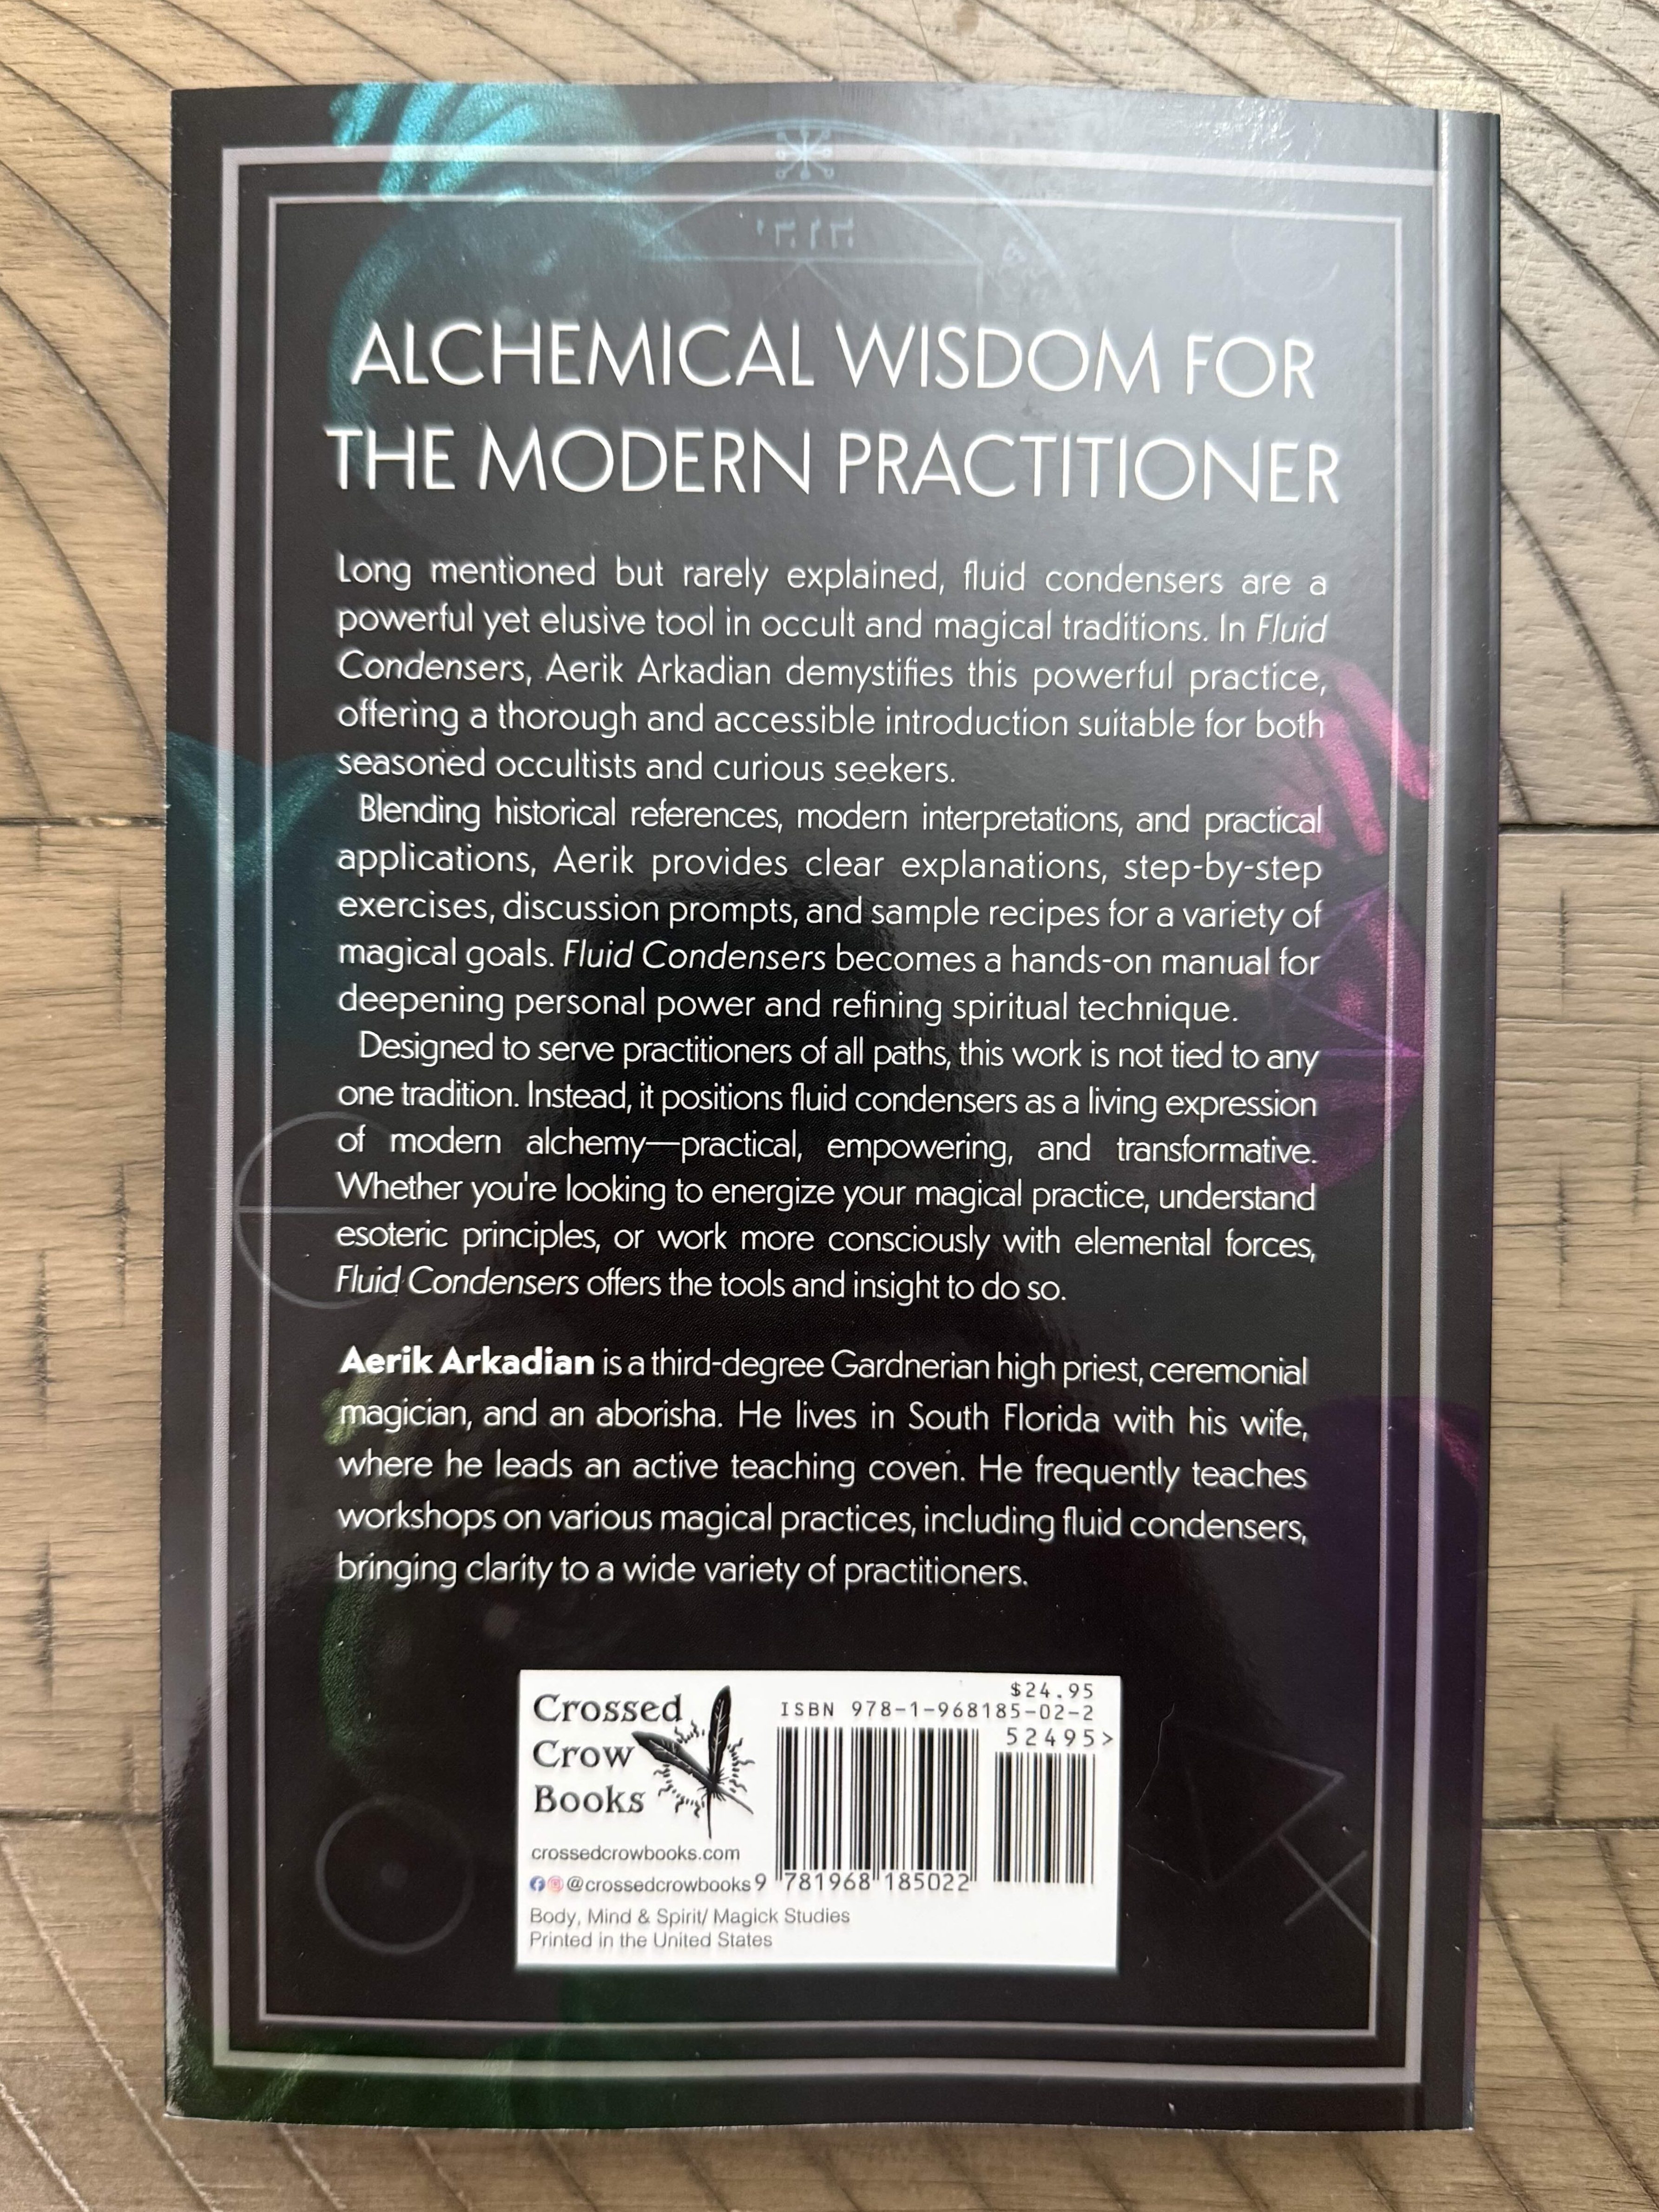 יהוה
ALCHEMICAL WISDOM FOR
THE MODERN PRACTITIONER
Long mentioned but rarely explained, fluid condensers are a
powerful yet elusive tool in occult and magical traditions. In Fluid
Condensers, Aerik Arkadian demystifies this powerful practice,
offering a thorough and accessible introduction suitable for both
seasoned occultists and curious seekers.
Blending historical references, modern interpretations, and practical
applications, Aerik provides clear explanations, step-by-step
exercises, discussion prompts, and sample recipes for a variety of
magical goals. Fluid Condensers becomes a hands-on manual for
deepening personal power and refining spiritual technique.
Designed to serve practitioners of all paths, this work is not tied to any
one tradition. Instead, it positions fluid condensers as a living expression
of modern alchemy—practical, empowering, and transformative.
Whether you're looking to energize your magical practice, understand
esoteric principles, or work more consciously with elemental forces,
Fluid Condensers offers the tools and insight to do so.
Aerik Arkadian is a third-degree Gardnerian high priest, ceremonial
magician, and an aborisha. He lives in South Florida with his wife,
where he leads an active teaching coven. He frequently teaches
workshops on various magical practices, including fluid condensers,
bringing clarity to a wide variety of practitioners.
Crossed
Crow
Books
crossedcrowbooks.com
@crossedcrowbooks
$24.95
ISBN 978-1-968185-02-2
52495>
9 781968 185022
Body, Mind & Spirit/ Magick Studies
Printed in the United States